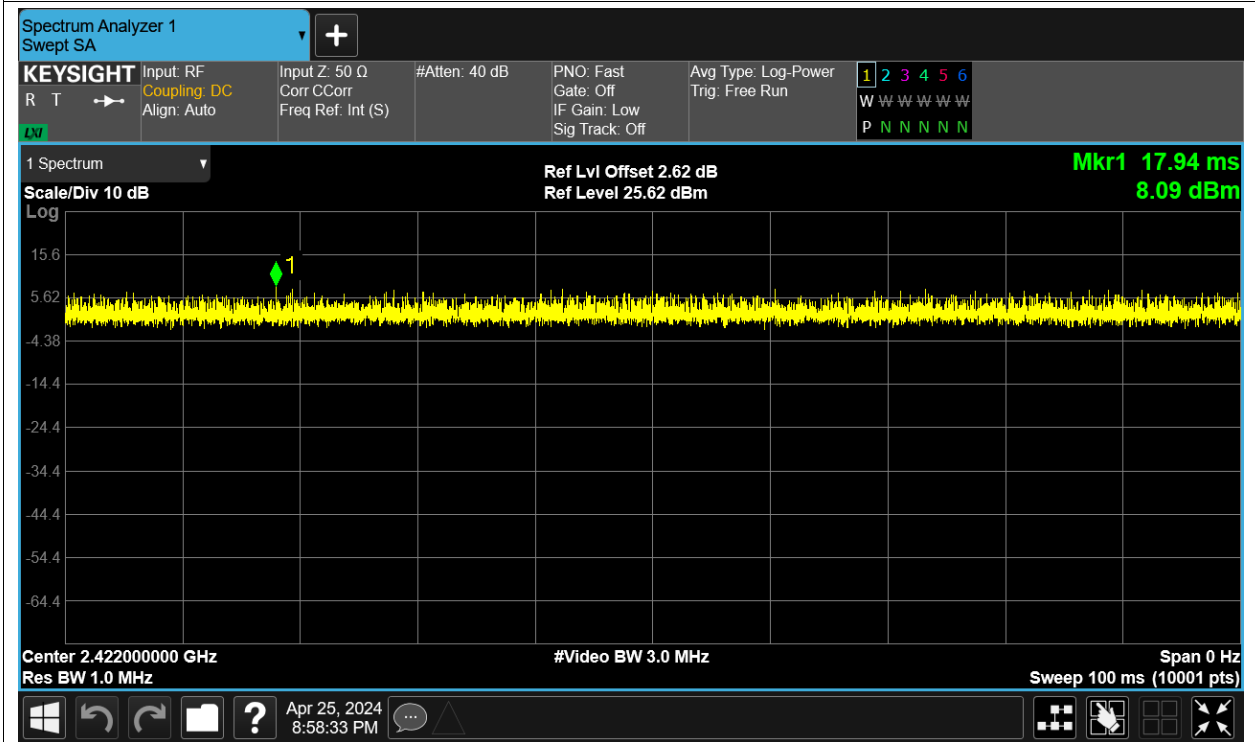 Spectrum Analyzer 1
Swept SA
+
KEYSIGHT
R T
LXI
Input: RF
Coupling: DC
Align: Auto
Input Z: 50 Ω
Corr CCorr
Freq Ref: Int (S)
#Atten: 40 dB
PNO: Fast
Gate: Off
IF Gain: Low
Sig Track: Off
Avg Type: Log-Power
Trig: Free Run
1 2 3 4 5 6
W W W W W W
P N N N N N
1 Spectrum
Scale/Div 10 dB
Ref Lvl Offset 2.62 dB
Ref Level 25.62 dBm
Mkr1 17.94 ms
8.09 dBm
Log
15.6
5.62
-4.38
-14.4
-24.4
-34.4
-44.4
-54.4
-64.4
1
Center 2.422000000 GHz
Res BW 1.0 MHz
#Video BW 3.0 MHz
Span 0 Hz
Sweep 100 ms (10001 pts)
?
Apr 25, 2024
8:58:33 PM